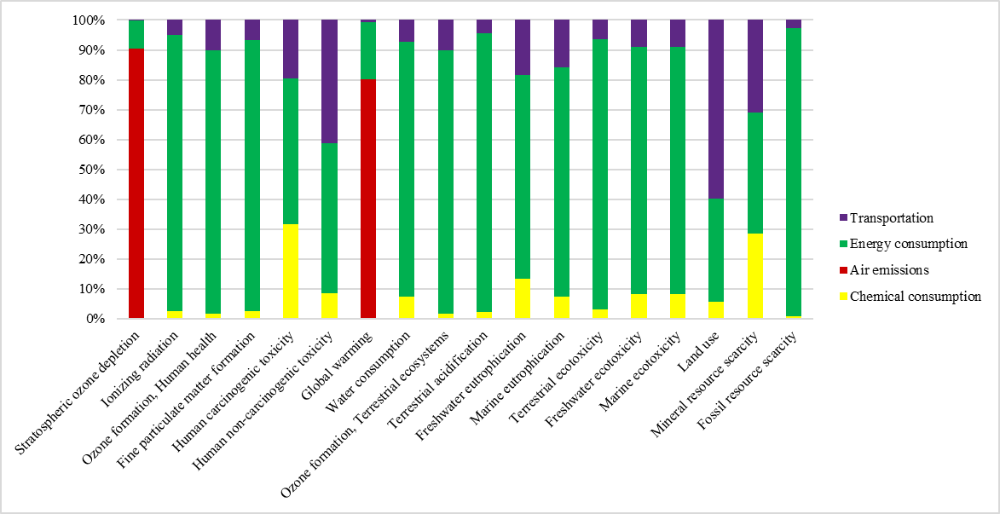 100%
90%
80%
70%
60%
50%
40%
30%
20%
10%
0%
Stratospheric ozone depletion
Ionizing radiation
Ozone formation, Human health
Fine particulate matter formation
Human carcinogenic toxicity
Human non-carcinogenic toxicity
Global warming
Water consumption
Ozone formation, Terrestrial ecosystems
Terrestrial acidification
Freshwater eutrophication
Marine eutrophication
Terrestrial ecotoxicity
Freshwater ecotoxicity
Marine ecotoxicity
Land use
Mineral resource scarcity
Fossil resource scarcity
Transportation
Energy consumption
Air emissions
Chemical consumption